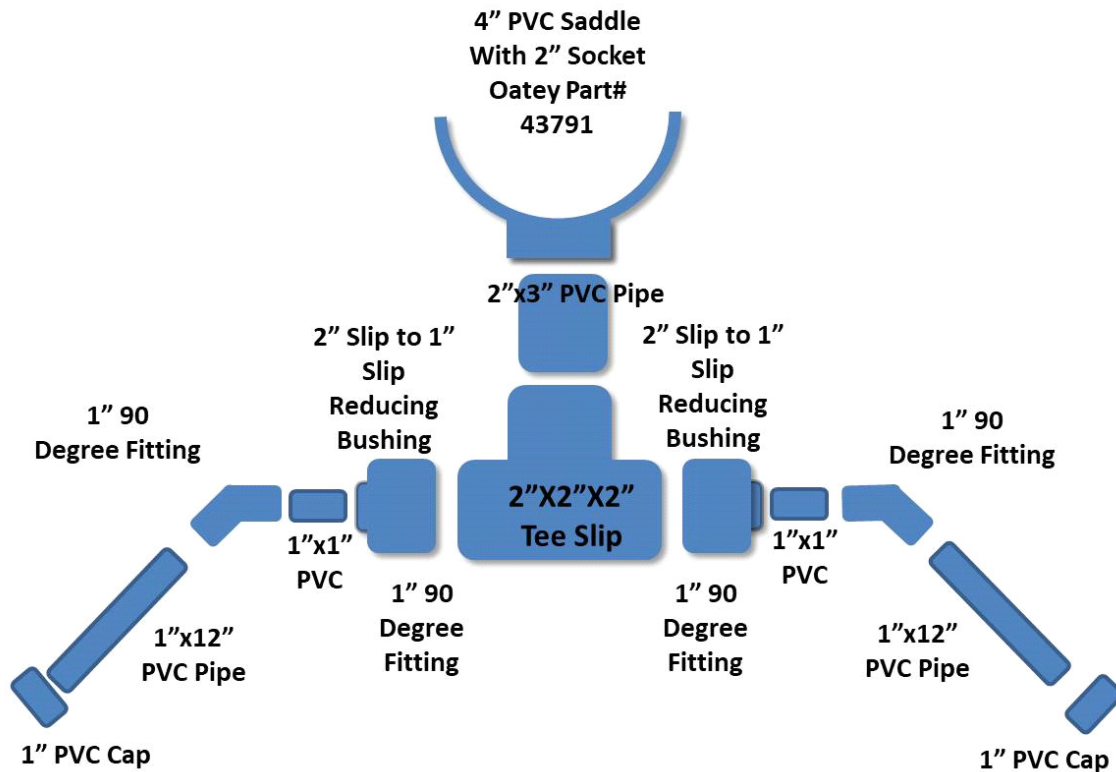 4” PVC Saddle
With 2” Socket
Oatey Part#
43791
2”x3” PVC Pipe
2” Slip to 1”
Slip
Reducing
Bushing
2” Slip to 1”
Slip
Reducing
Bushing
1” 90
Degree Fitting
1” 90
Degree Fitting
2”X2”X2”
Tee Slip
1”x1”
PVC
1”x1”
PVC
1” 90
Degree
Fitting
1” 90
Degree
Fitting
1”x12”
PVC Pipe
1”x12”
PVC Pipe
1” PVC Cap
1” PVC Cap